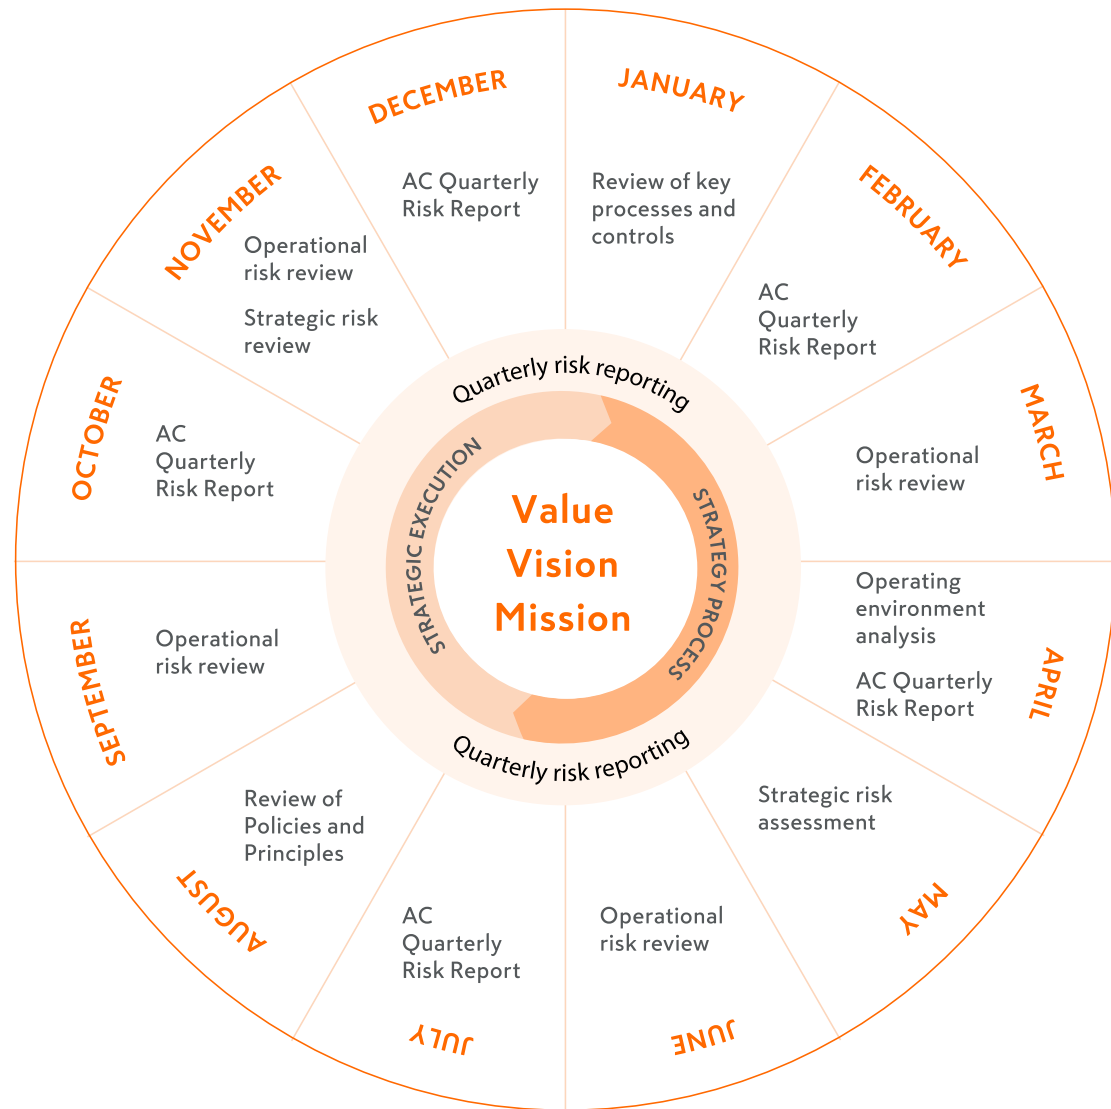 JANUARY
Review of key
processes and
controls
FEBRUARY
AC
Quarterly
Risk Report
MARCH
Operational
risk review
APRIL
Operating
environment
analysis
AC Quarterly
Risk Report
MAY
Strategic risk
assessment
JUNE
Operational
risk review
JULY
AC
Quarterly
Risk Report
AUGUST
Review of
Policies and
Principles
SEPTEMBER
Operational
risk review
OCTOBER
AC
Quarterly
Risk Report
NOVEMBER
Operational
risk review
Strategic risk
review
DECEMBER
AC Quarterly
Risk Report
Quarterly risk reporting
STRATEGY PROCESS
Quarterly risk reporting
STRATEGIC EXECUTION
Value
Vision
Mission